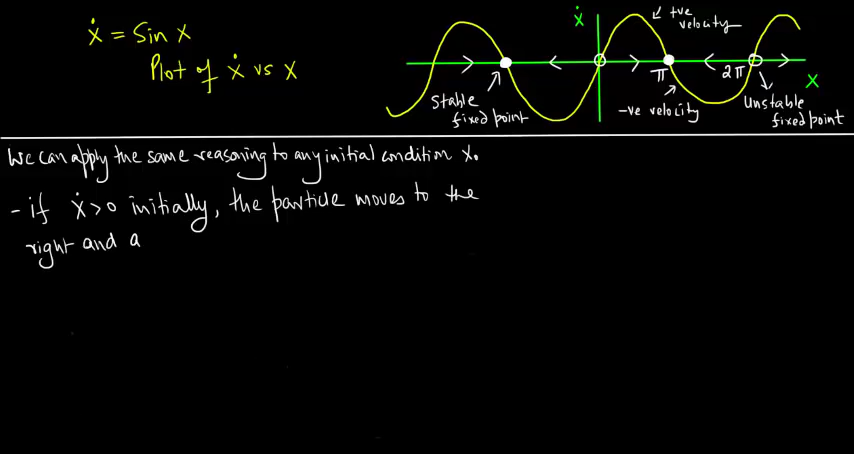 ẋ = Sin x
Plot of ẋ vs x
ẋ
+ve velocity
Stable fixed point
π
-ve velocity
2π
Unstable fixed point
x
We can apply the same reasoning to any initial condition x₀
- if ẋ>0 initially, the particle moves to the
right and a